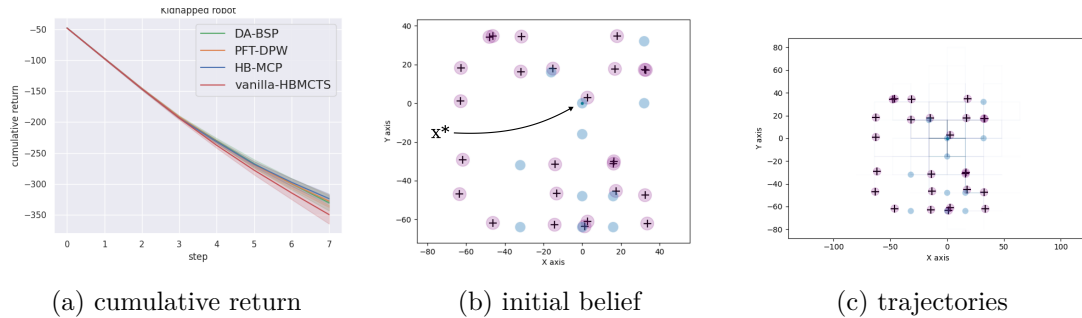 Kidnapped robot
cumulative return
−50
−100
−150
−200
−250
−300
−350
0 1 2 3 4 5 6 7
step
DA-BSP
PFT-DPW
HB-MCP
vanilla-HBMCTS
(a) cumulative return
Y axis
40
20
0
−20
−40
−60
−80 −60 −40 −20 0 20 40
X axis
x*
(b) initial belief
Y axis
80
60
40
20
0
−20
−40
−60
−80
−100 −50 0 50 100
X axis
(c) trajectories